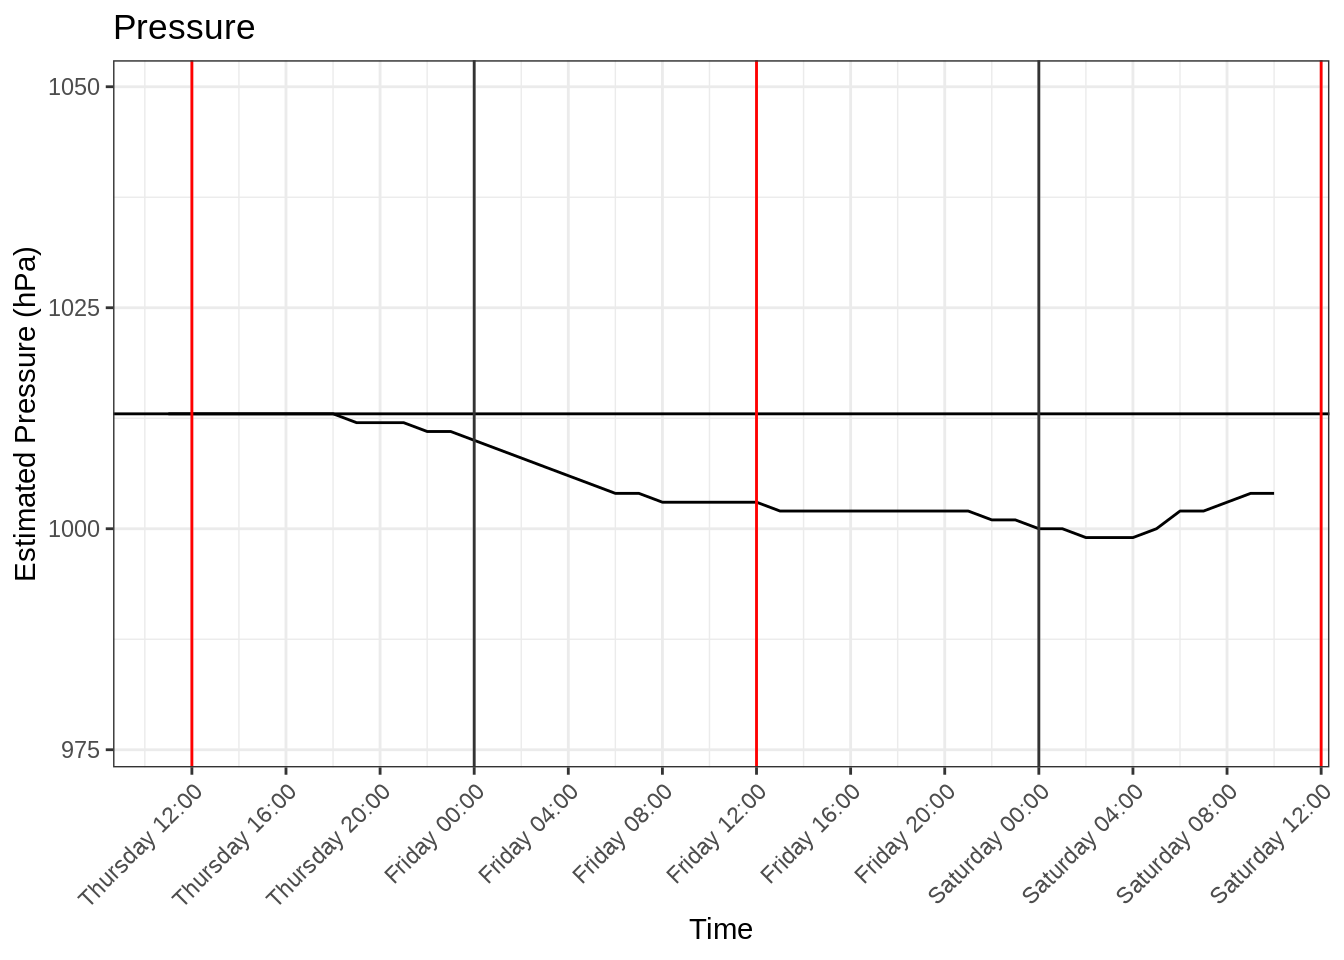 Pressure
1050
1025
1000
975
Estimated Pressure (hPa)
Thursday 12:00
Thursday 16:00
Thursday 20:00
Friday 00:00
Friday 04:00
Friday 08:00
Friday 12:00
Friday 16:00
Friday 20:00
Saturday 00:00
Saturday 04:00
Saturday 08:00
Saturday 12:00
Time